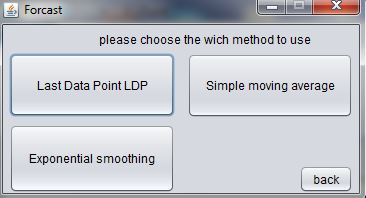 Forcast
please choose the wich method to use
Last Data Point LDP
Simple moving average
Exponential smoothing
back